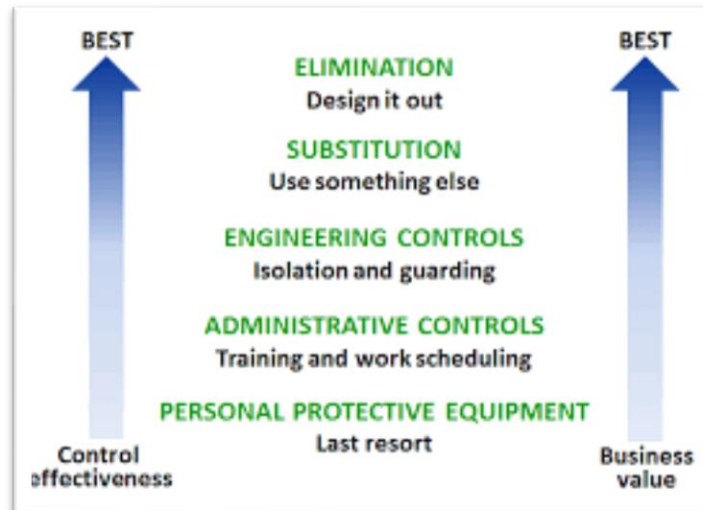 BEST
BEST
ELIMINATION
Design it out
SUBSTITUTION
Use something else
ENGINEERING CONTROLS
Isolation and guarding
ADMINISTRATIVE CONTROLS
Training and work scheduling
PERSONAL PROTECTIVE EQUIPMENT
Last resort
Control
effectiveness
Business
value